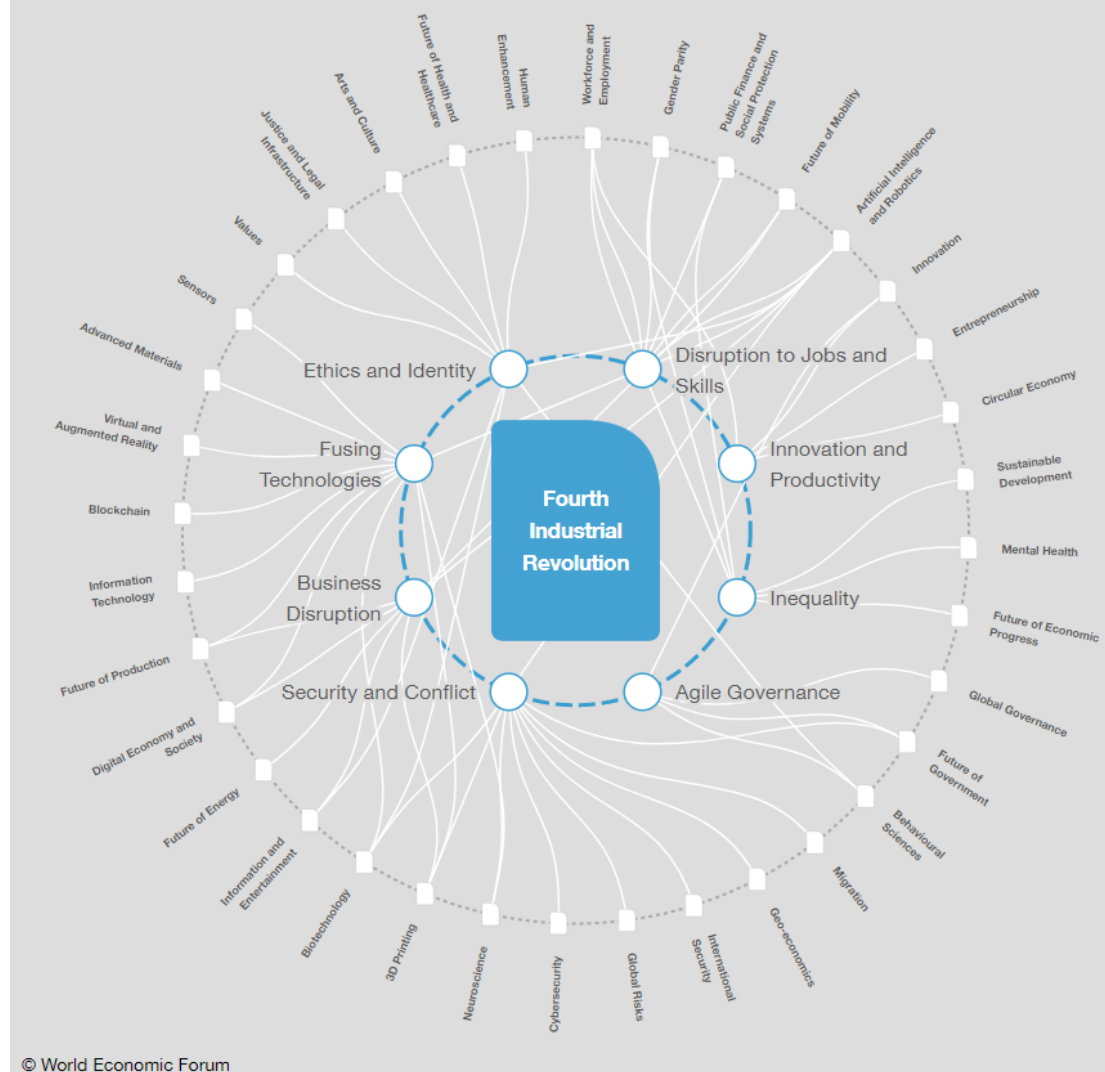 Fourth
Industrial
Revolution
Ethics and Identity
Disruption to Jobs and
Skills
Innovation and
Productivity
Inequality
Agile Governance
Security and Conflict
Business
Disruption
Fusing
Technologies
Human
Enhancement
Workforce and
Employment
Gender Parity
Public Finance and
Social Protection
Systems
Future of Mobility
Artificial Intelligence
and Robotics
Innovation
Entrepreneurship
Circular Economy
Sustainable
Development
Mental Health
Future of Economic
Progress
Global Governance
Future of
Government
Behavioural
Sciences
Migration
Geo-economics
International
Security
Global Risks
Cybersecurity
Neuroscience
3D Printing
Biotechnology
Information and
Entertainment
Future of Energy
Digital Economy and
Society
Future of Production
Information
Technology
Blockchain
Virtual and
Augmented Reality
Advanced Materials
Sensors
Values
Justice and Legal
Infrastructure
Arts and Culture
Future of Health and
Healthcare
© World Economic Forum